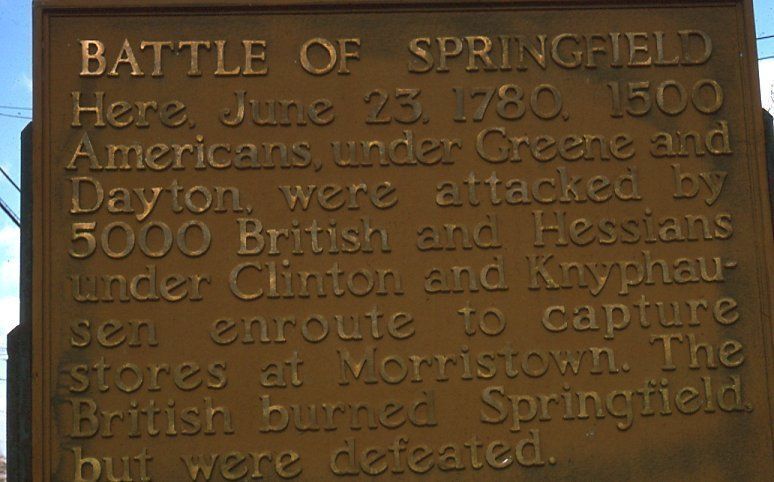 BATTLE OF SPRINGFIELD
Here, June 23, 1780, 1500
Americans, under Greene and
Dayton, were attacked by
5000 British and Hessians
under Clinton and Knyphau-
sen enroute to capture
stores at Morristown. The
British burned Springfield,
but were defeated.